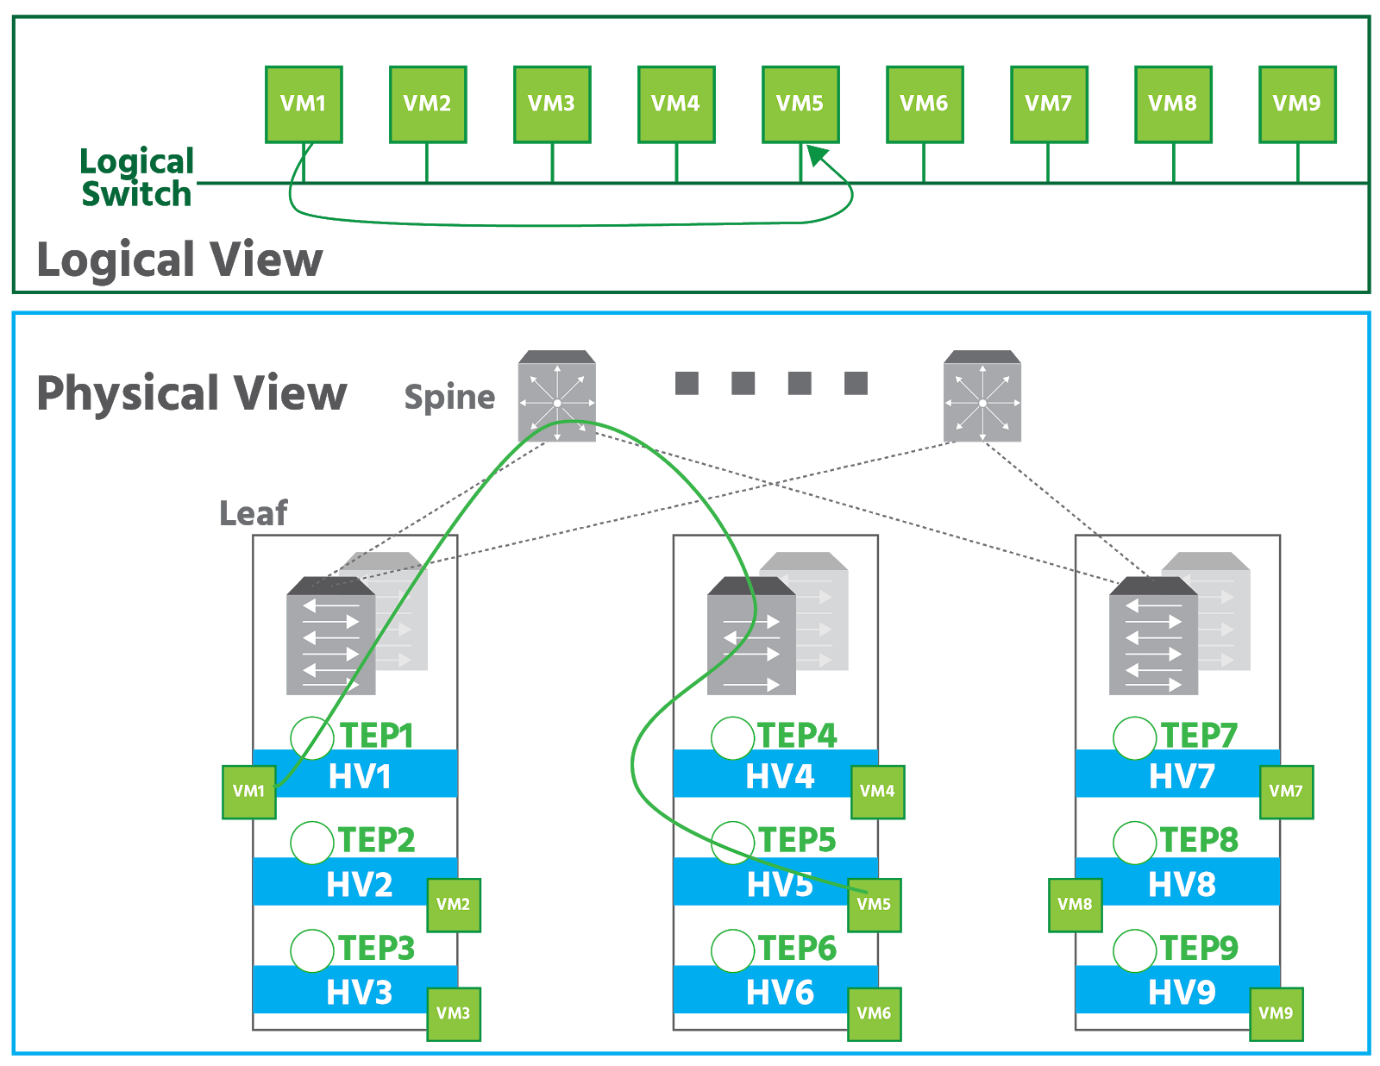 VM1 VM2 VM3 VM4 VM5 VM6 VM7 VM8 VM9
Logical
Switch
Logical View
Physical View
Spine
Leaf
TEP1
HV1
VM1
TEP2
HV2
VM2
TEP3
HV3
VM3
TEP4
HV4
VM4
TEP5
HV5
VM5
TEP6
HV6
VM6
TEP7
HV7
VM7
TEP8
HV8
VM8
TEP9
HV9
VM9